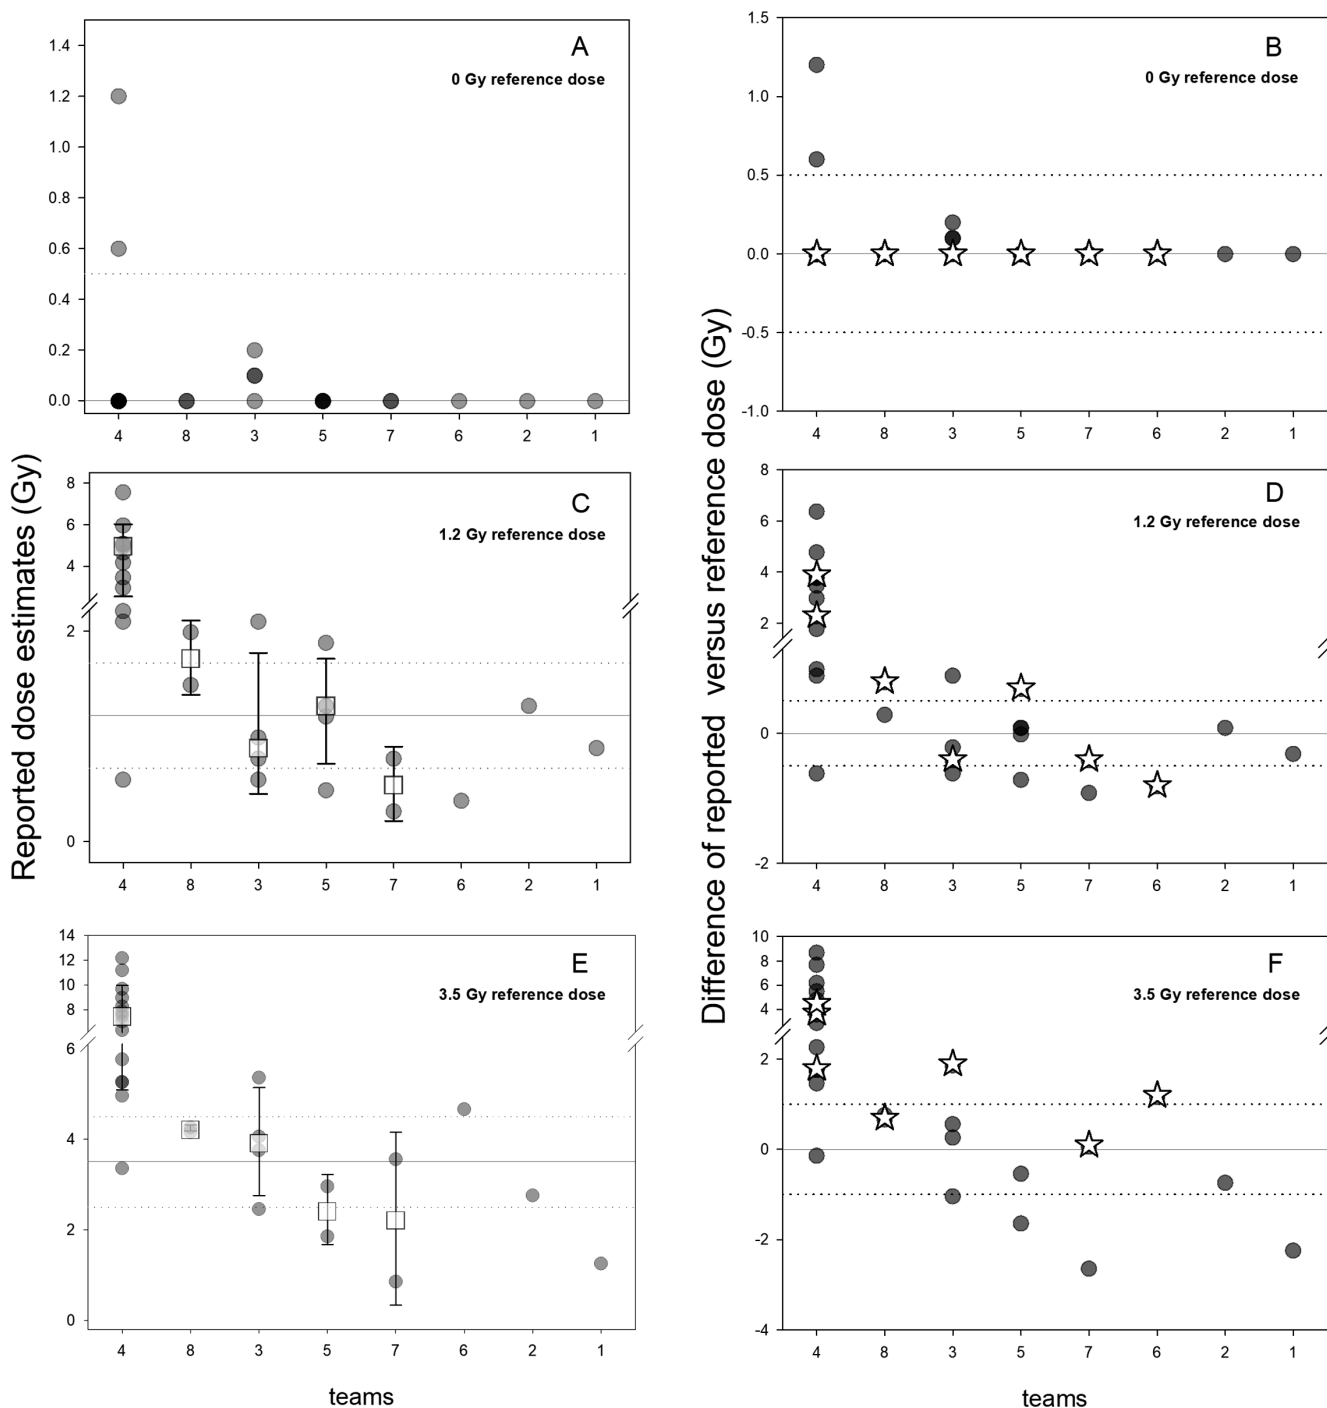 Reported dose estimates (Gy)
A
0 Gy reference dose
1.4
1.2
1.0
0.8
0.6
0.4
0.2
0.0
4 8 3 5 7 6 2 1
C
1.2 Gy reference dose
8
6
4
2
0
4 8 3 5 7 6 2 1
E
3.5 Gy reference dose
14
12
10
8
6
4
2
0
4 8 3 5 7 6 2 1
teams
Difference of reported versus reference dose (Gy)
B
0 Gy reference dose
1.5
1.0
0.5
0.0
-0.5
-1.0
4 8 3 5 7 6 2 1
D
1.2 Gy reference dose
8
6
4
2
0
-2
4 8 3 5 7 6 2 1
F
3.5 Gy reference dose
10
8
6
4
2
0
-2
-4
4 8 3 5 7 6 2 1
teams